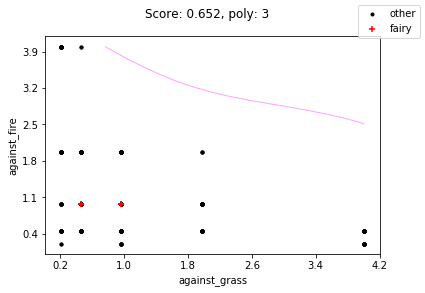 Score: 0.652, poly: 3
other
fairy
3.9
3.2
2.5
1.8
1.1
0.4
against_fire
0.2 1.0 1.8 2.6 3.4 4.2
against_grass